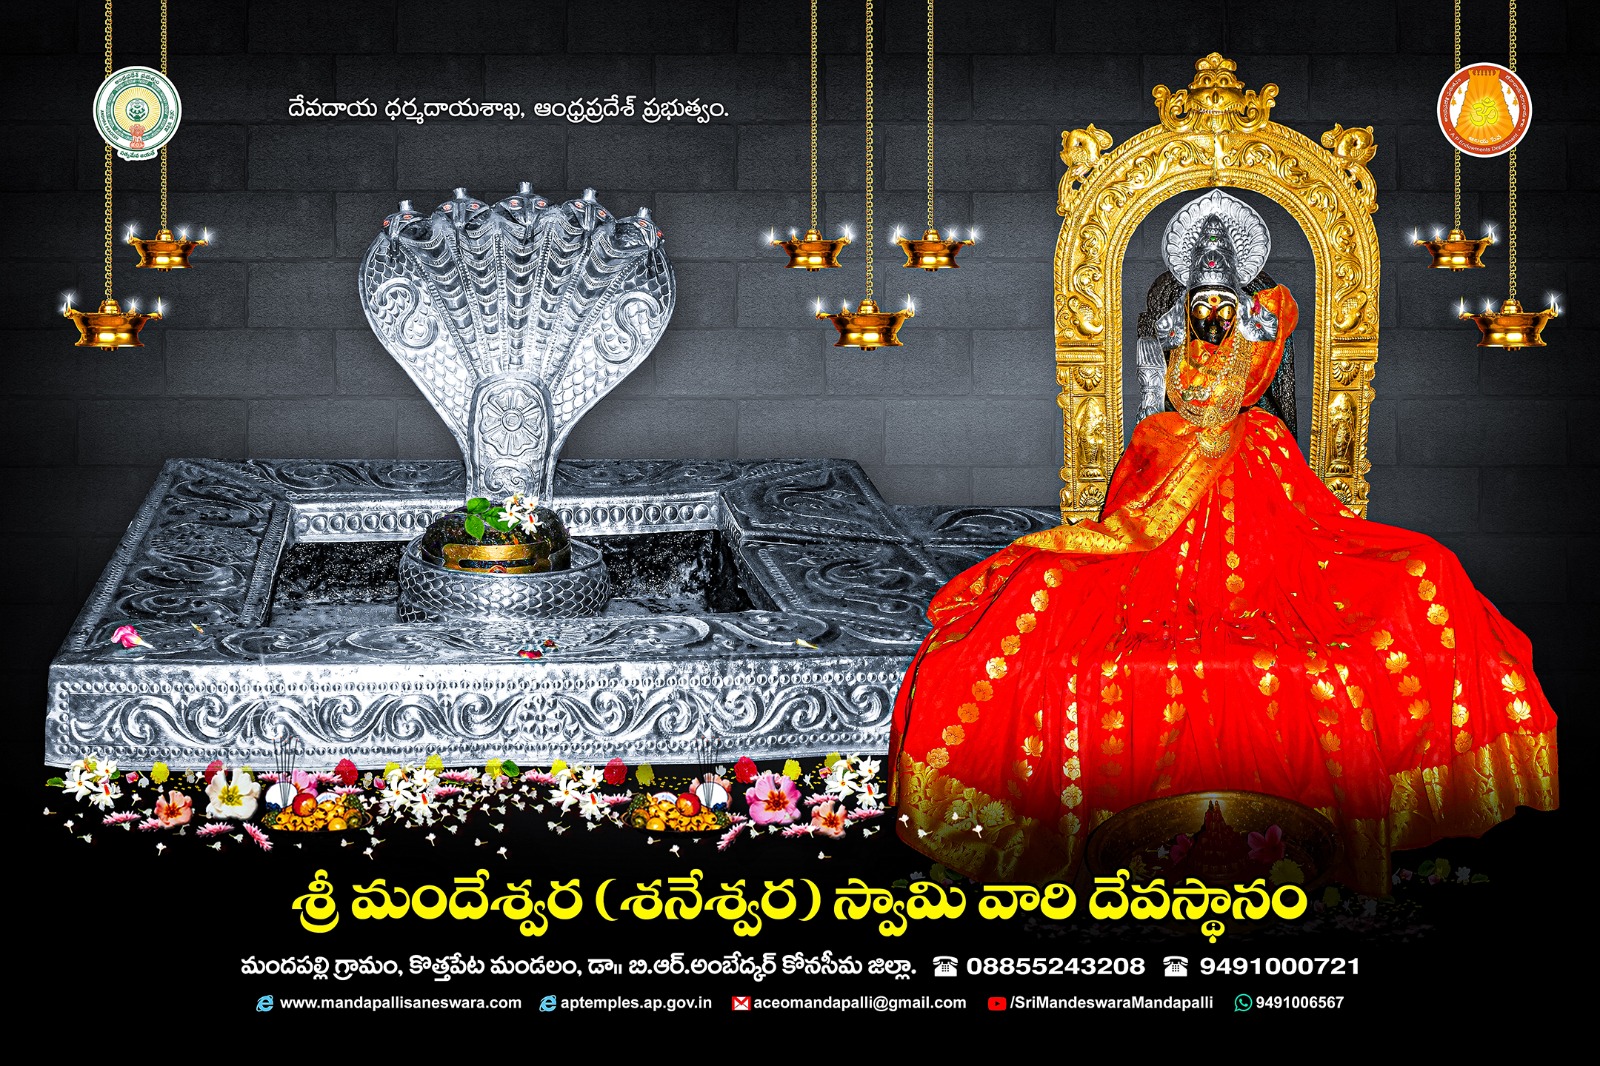 దేవదాయ ధర్మదాయశాఖ, ఆంధ్రప్రదేశ్ ప్రభుత్వం.
శ్రీ మందేశ్వర (శనేశ్వర) స్వామి వారి దేవస్థానం
మందపల్లి గ్రామం, కొత్తపేట మండలం, డా॥ బి.ఆర్.అంబేద్కర్ కోనసీమ జిల్లా. 08855243208 9491000721
www.mandapallisaneswara.com aptemples.ap.gov.in aceomandapalli@gmail.com /SriMandeswaraMandapalli 9491006567